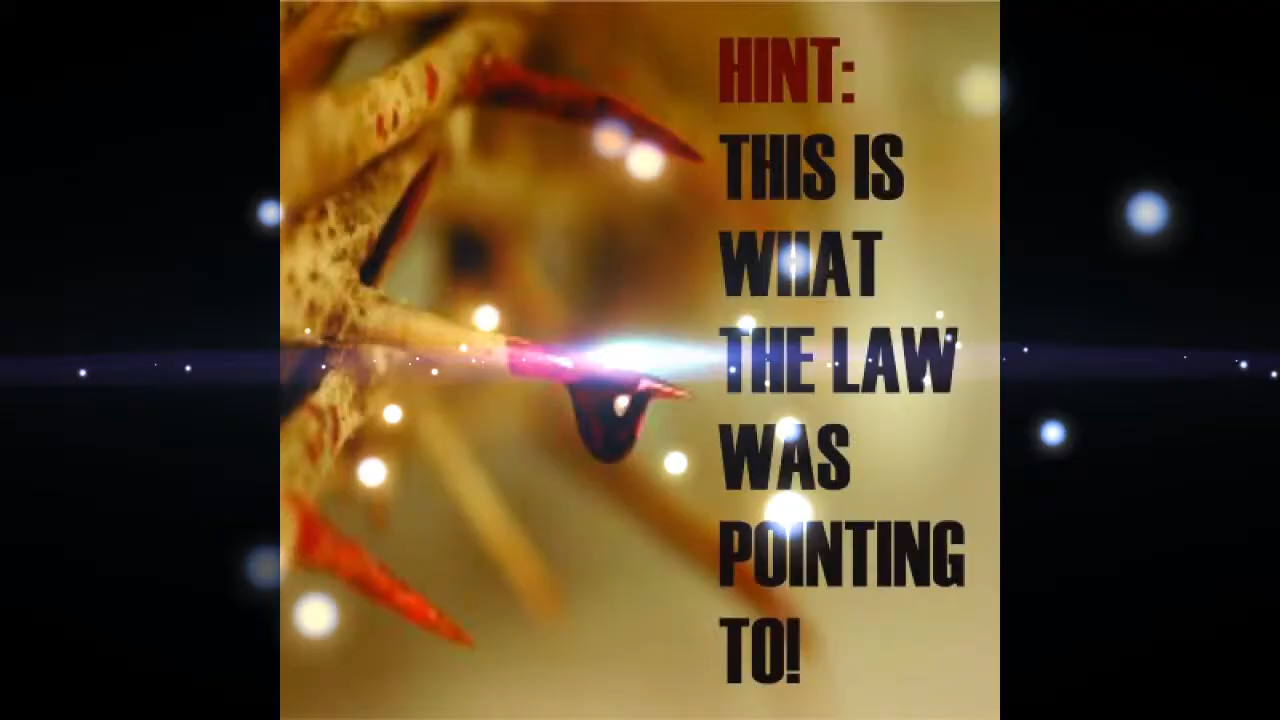 HINT:
THIS IS
WHAT
THE LAW
WAS
POINTING
TO!